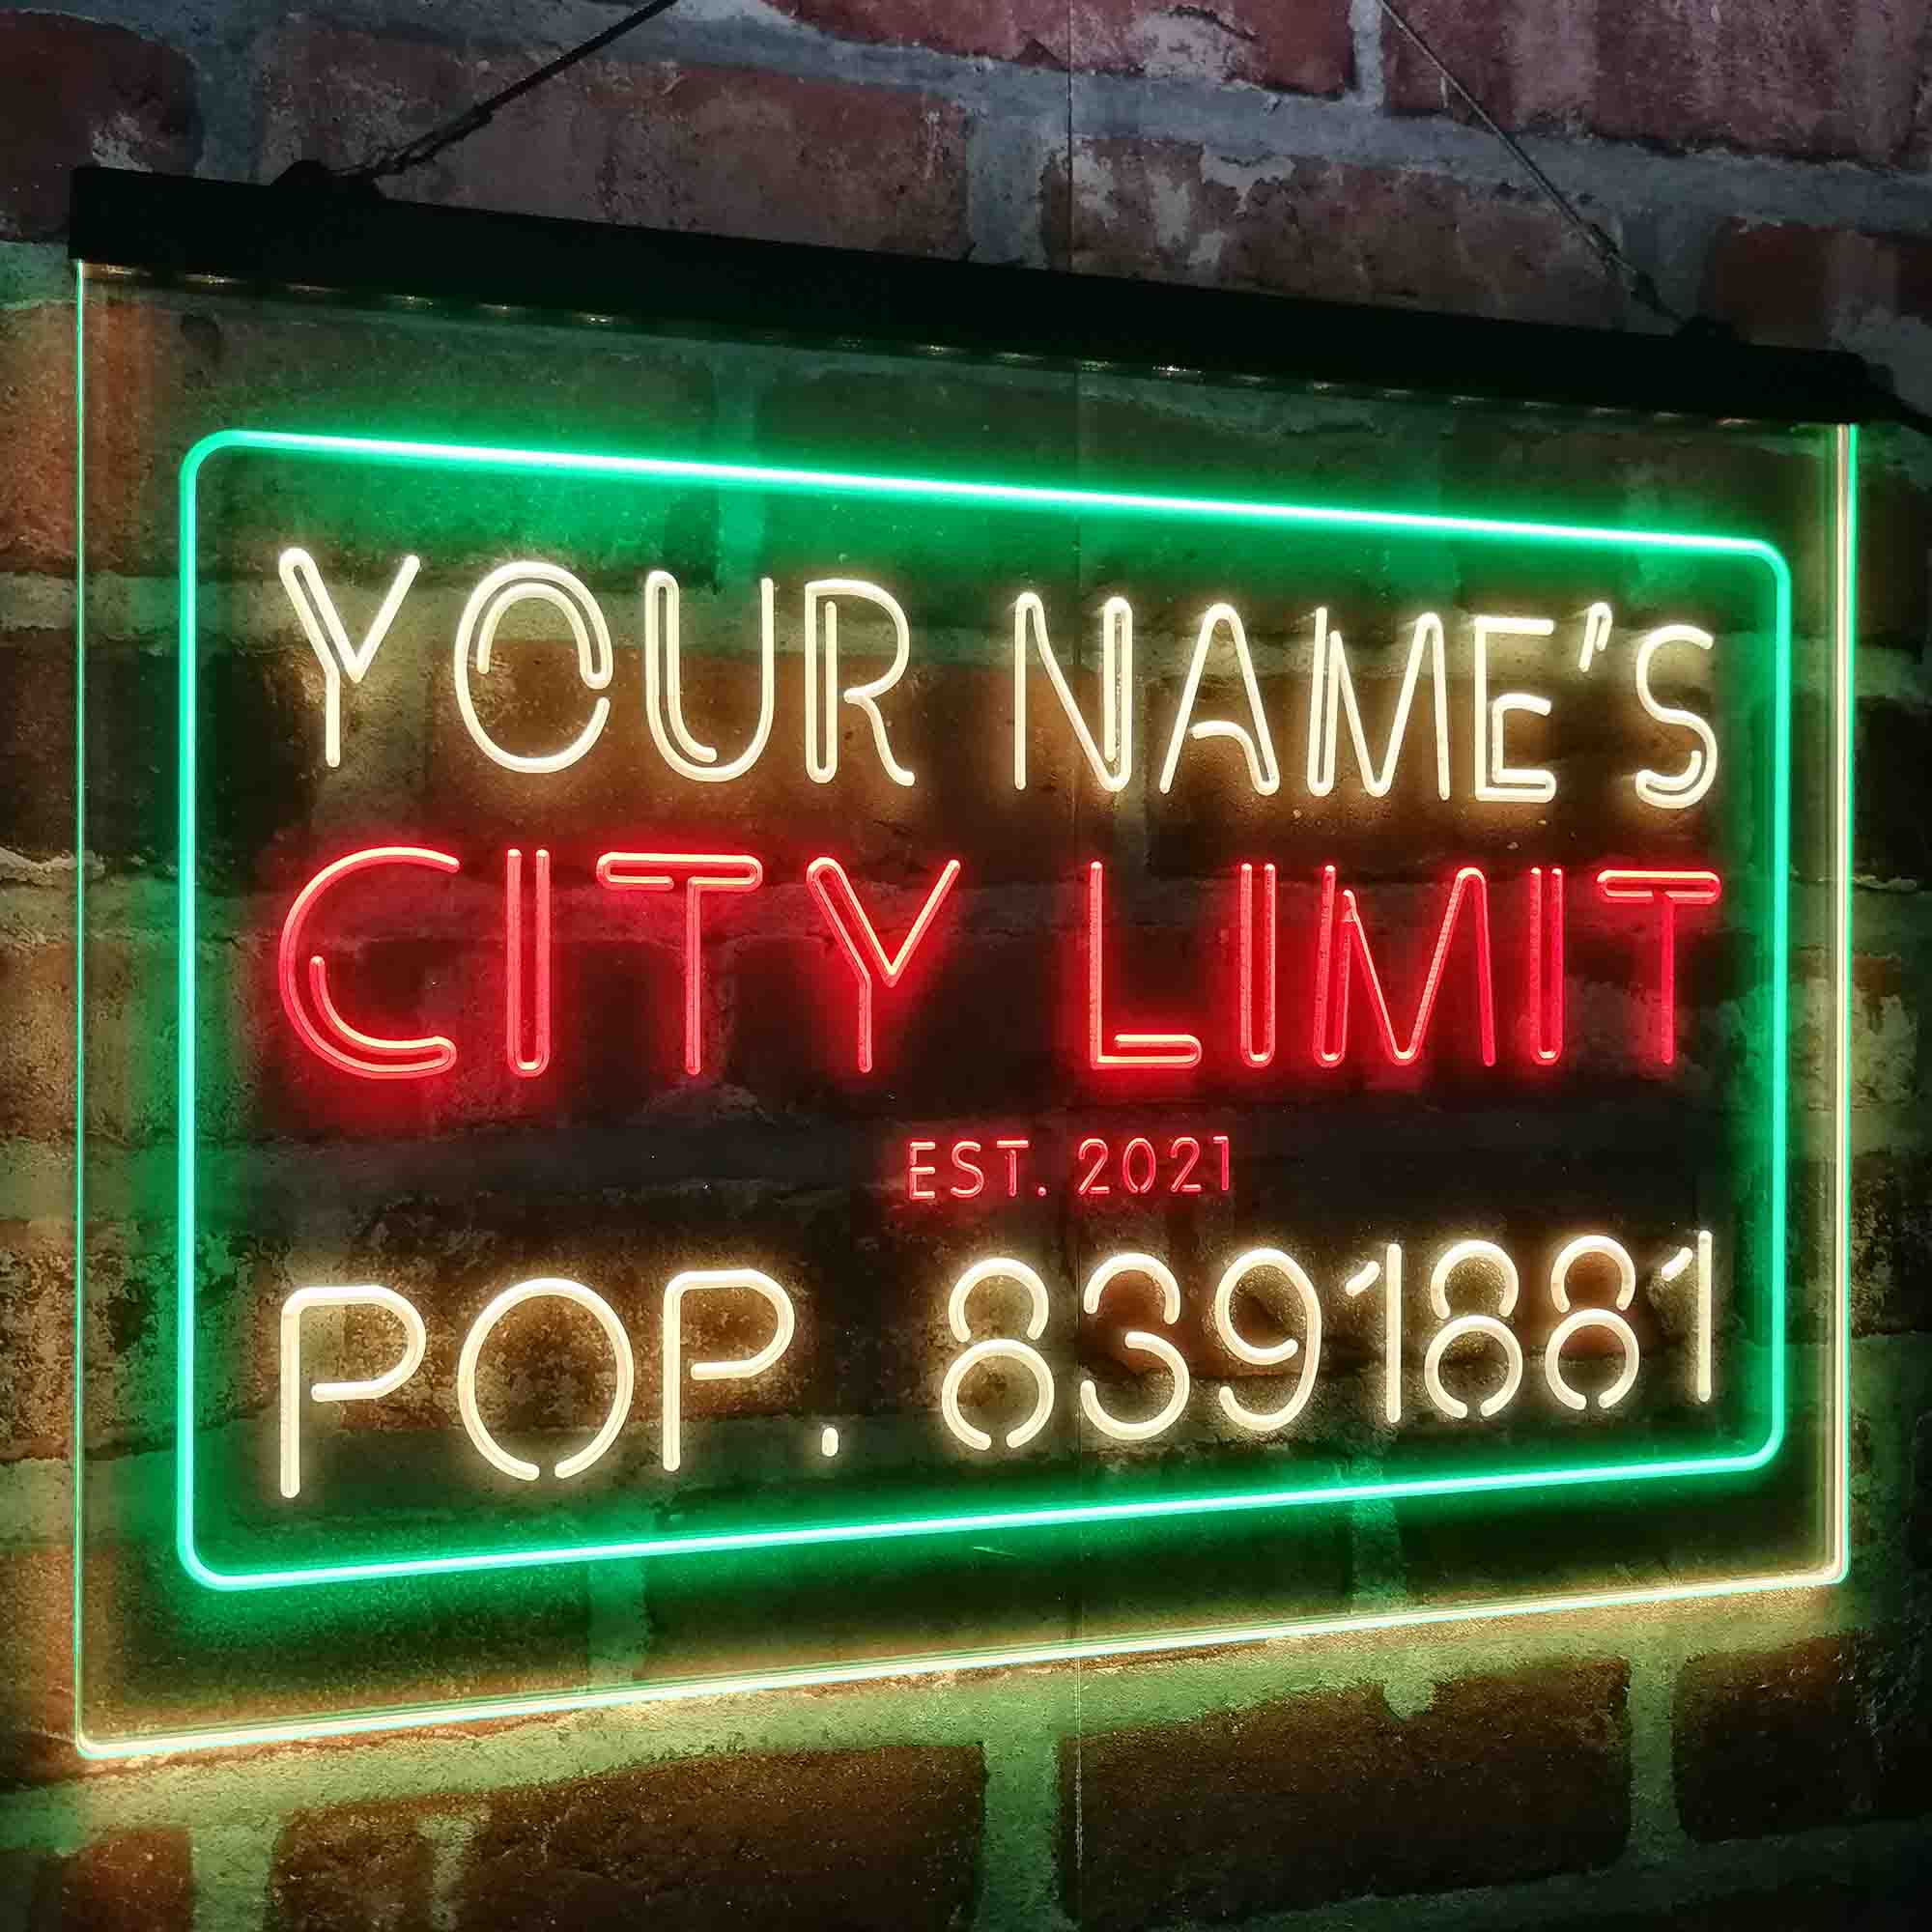 YOUR NAME'S
CITY LIMIT
EST. 2021
POP. 8391881